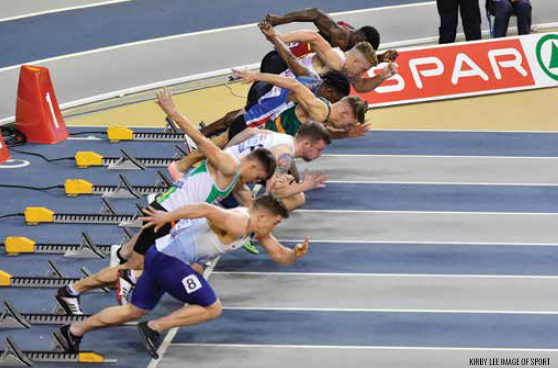 SPAR
1
8
KIRBY LEE IMAGE OF SPORT